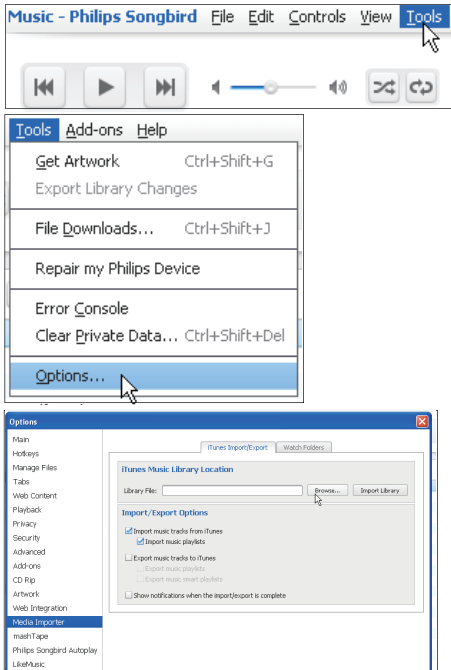 Music - Philips Songbird File Edit Controls View Tools
Tools Add-ons Help
Get Artwork Ctrl+Shift+G
Export Library Changes
File Downloads... Ctrl+Shift+J
Repair my Philips Device
Error Console
Clear Private Data... Ctrl+Shift+Del
Options...
Options
Main
Hotkeys
Manage Files
Tabs
Web Content
Playback
Privacy
Security
Advanced
Add-ons
CD Rip
Artwork
Web Integration
Media Importer
mashTape
Philips Songbird Autoplay
LikeMusic
iTunes Import/Export Watch Folders
iTunes Music Library Location
Library File: Browse... Import Library
Import/Export Options
Import music tracks from iTunes
Import music playlists
Export music tracks to iTunes
Export music playlists
Export music smart playlists
Show notifications when the import/export is complete